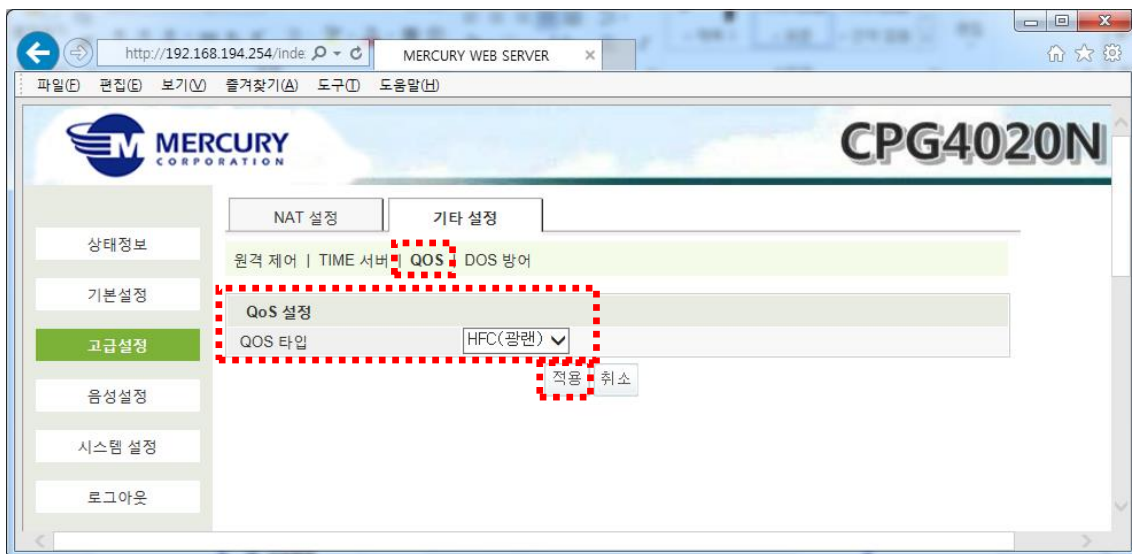 http://192.168.194.254/inde
MERCURY WEB SERVER
파일(F) 편집(E) 보기(V) 즐겨찾기(A) 도구(T) 도움말(H)
MERCURY
CORPORATION
CPG4020N
NAT 설정
기타 설정
상태정보
원격 제어 | TIME 서버 | QOS | DOS 방어
기본설정
QoS 설정
고급설정
QOS 타입
HFC(광랜)
적용
취소
음성설정
시스템 설정
로그아웃